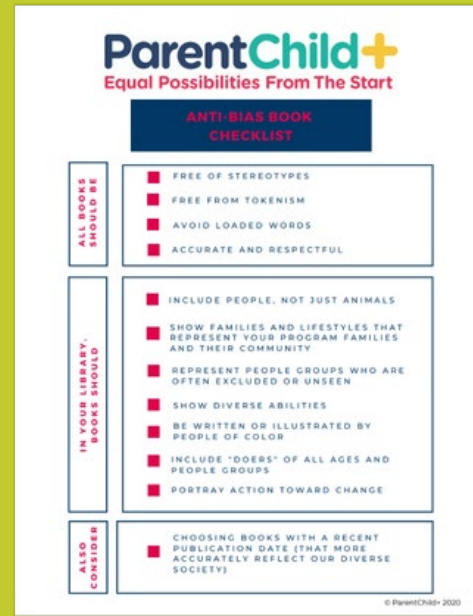 ParentChild+
Equal Possibilities From The Start
ANTI-BIAS BOOK
CHECKLIST
ALL BOOKS
SHOULD BE
FREE OF STEREOTYPES
FREE FROM TOKENISM
AVOID LOADED WORDS
ACCURATE AND RESPECTFUL
IN YOUR LIBRARY,
BOOKS SHOULD
INCLUDE PEOPLE, NOT JUST ANIMALS
SHOW FAMILIES AND LIFESTYLES THAT
REPRESENT YOUR PROGRAM FAMILIES
AND THEIR COMMUNITY
REPRESENT PEOPLE GROUPS WHO ARE
OFTEN EXCLUDED OR UNSEEN
SHOW DIVERSE ABILITIES
BE WRITTEN OR ILLUSTRATED BY
PEOPLE OF COLOR
INCLUDE "DOERS" OF ALL AGES AND
PEOPLE GROUPS
PORTRAY ACTION TOWARD CHANGE
ALSO
CONSIDER
CHOOSING BOOKS WITH A RECENT
PUBLICATION DATE (THAT MORE
ACCURATELY REFLECT OUR DIVERSE
SOCIETY)
© ParentChild+ 2020